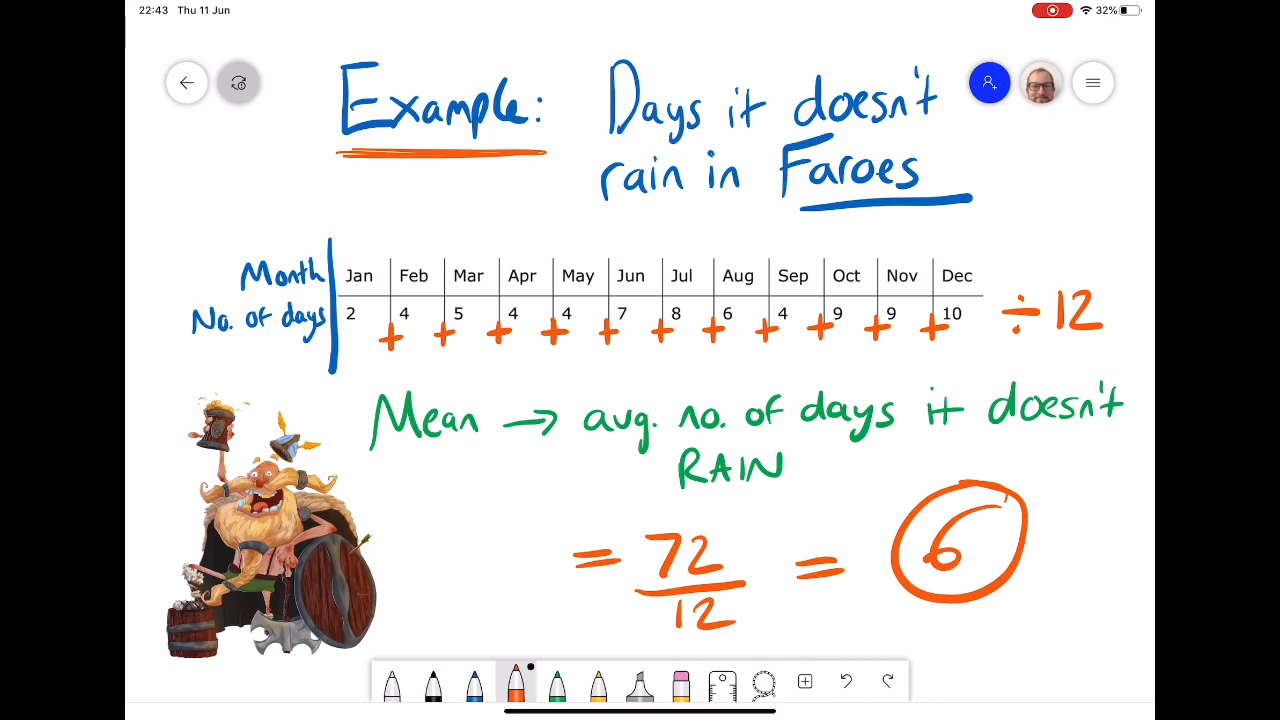 22:43 Thu 11 Jun 32%
Example: Days it doesn't
rain in Faroes
Month Jan Feb Mar Apr May Jun Jul Aug Sep Oct Nov Dec
No. of days 2 4 5 4 4 7 8 6 4 9 9 10 ÷ 12
+ + + + + + + + + + +
Mean → avg. no. of days it doesn't
RAIN
= 72/12 = 6